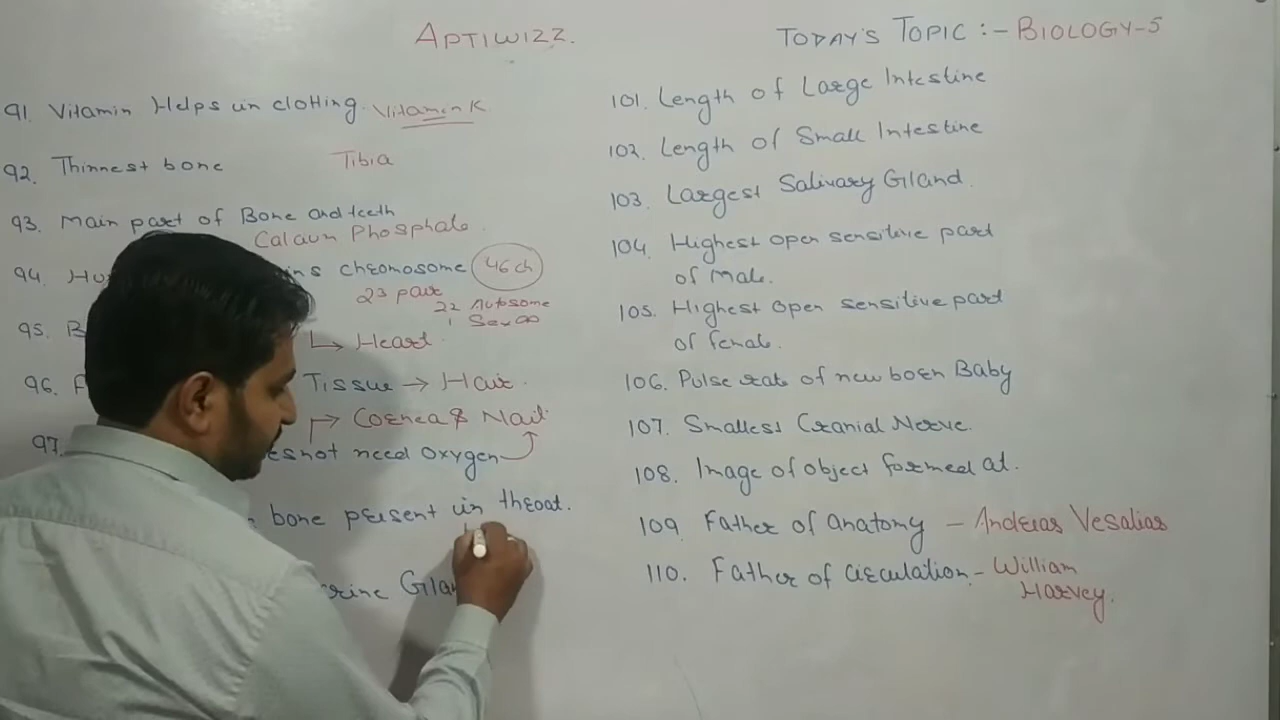 APTIWIZZ.
TODAY'S TOPIC :- BIOLOGY-5
91. Vitamin Helps in clotting. Vitamin K
92. Thinnest bone Tibia
93. Main part of Bone and teeth
Calcium Phosphate.
94. chromosome 46 ch
23 pair
22 Autosome
1 Sex
95. B
↳ Heart.
96. Tissue → Hair.
→ Cornea & Nail
97. not need oxygen
bone persent in throat.
101. Length of Large Intestine
102. Length of Small Intestine
103. Largest Salivary Gland.
104. Highest open sensitive part
of Male.
105. Highest open sensitive part
of female.
106. Pulse rate of new born Baby
107. Smallest Cranial Nerve.
108. Image of object formed at.
109. Father of anatomy - Anderas Vesalias
110. Father of circulation. - William
Harvey.